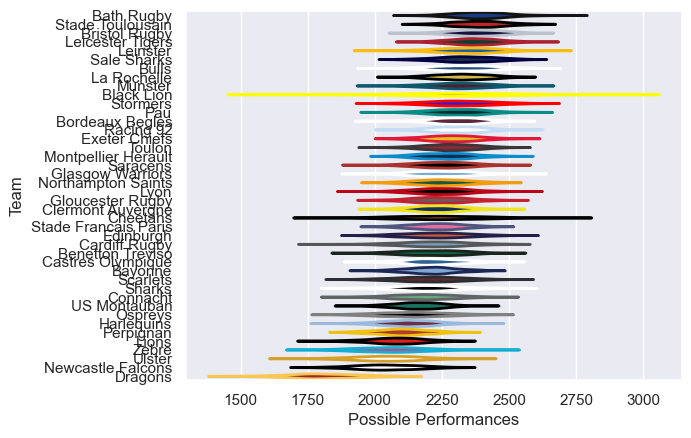 Bath Rugby
Stade Toulousain
Bristol Rugby
Leicester Tigers
Leinster
Sale Sharks
Bulls
La Rochelle
Munster
Black Lion
Stormers
Pau
Bordeaux Begles
Racing 92
Exeter Chiefs
Toulon
Montpellier Herault
Saracens
Glasgow Warriors
Northampton Saints
Lyon
Gloucester Rugby
Clermont Auvergne
Cheetahs
Stade Francais Paris
Edinburgh
Cardiff Rugby
Benetton Treviso
Castres Olympique
Bayonne
Scarlets
Sharks
Connacht
US Montauban
Ospreys
Harlequins
Perpignan
Lions
Zebre
Ulster
Newcastle Falcons
Dragons
Team
1500 1750 2000 2250 2500 2750 3000
Possible Performances